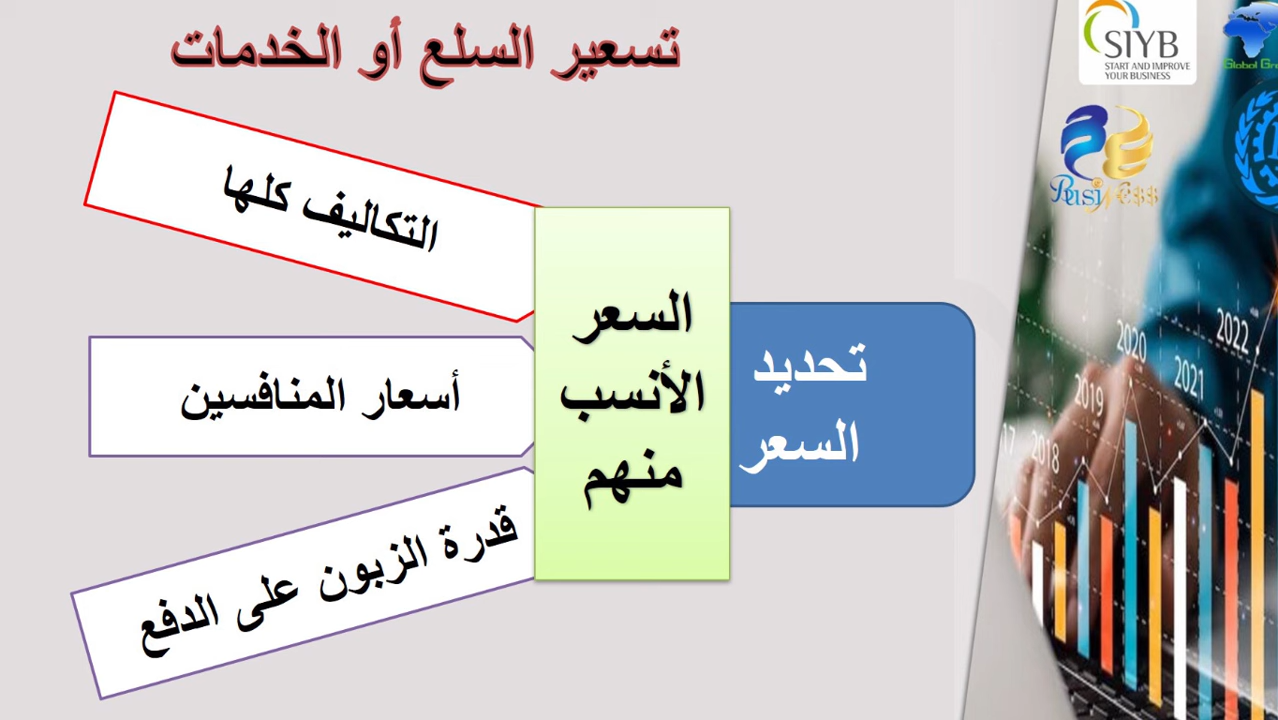 تسعير السلع أو الخدمات
SIYB
START AND IMPROVE
YOUR BUSINESS
Business
التكاليف كلها
أسعار المنافسين
قدرة الزبون على الدفع
السعر
الأنسب
منهم
تحديد
السعر
2018
2019
2020
2021
2022